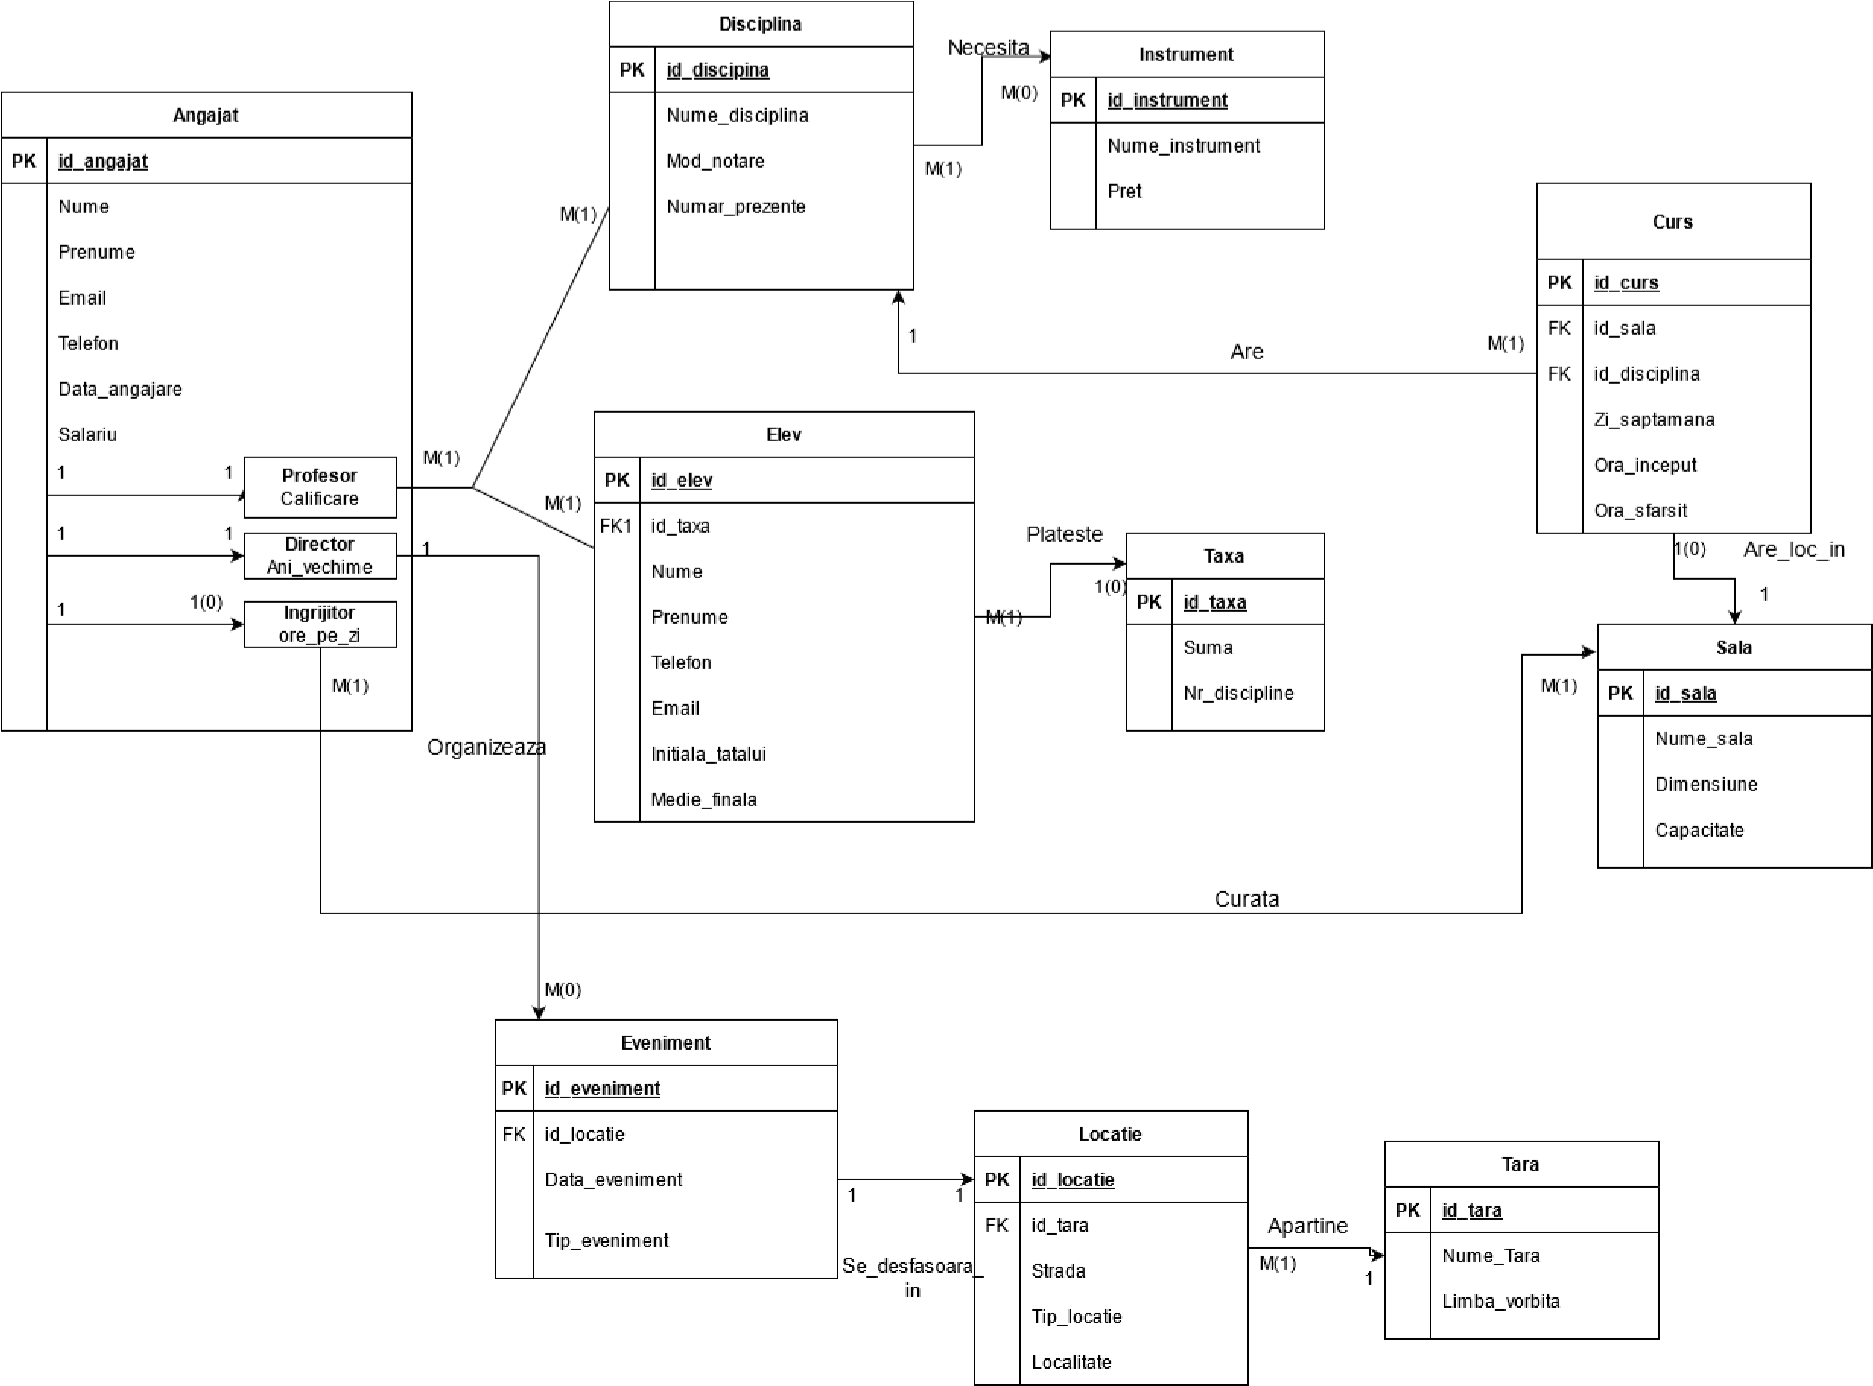 Angajat
PK id_angajat
Nume
Prenume
Email
Telefon
Data_angajare
Salariu
1 1
Profesor
Calificare
1 1
Director
Ani_vechime
1 1(0)
Ingrijitor
ore_pe_zi
M(1)
M(1)
M(1)
M(1)
1
Organizeaza
M(0)
Disciplina
PK id_discipina
Nume_disciplina
Mod_notare
Numar_prezente
Necesita
M(0)
M(1)
Instrument
PK id_instrument
Nume_instrument
Pret
1
Are
M(1)
Curs
PK id_curs
FK id_sala
FK id_disciplina
Zi_saptamana
Ora_inceput
Ora_sfarsit
1(0)
Are_loc_in
1
Elev
PK id_elev
FK1 id_taxa
Nume
Prenume
Telefon
Email
Initiala_tatalui
Medie_finala
Plateste
1(0)
M(1)
Taxa
PK id_taxa
Suma
Nr_discipline
M(1)
Sala
PK id_sala
Nume_sala
Dimensiune
Capacitate
Curata
Eveniment
PK id_eveniment
FK id_locatie
Data_eveniment
Tip_eveniment
1 1
Se_desfasoara_
in
Locatie
PK id_locatie
FK id_tara
Strada
Tip_locatie
Localitate
Apartine
M(1)
1
Tara
PK id_tara
Nume_Tara
Limba_vorbita